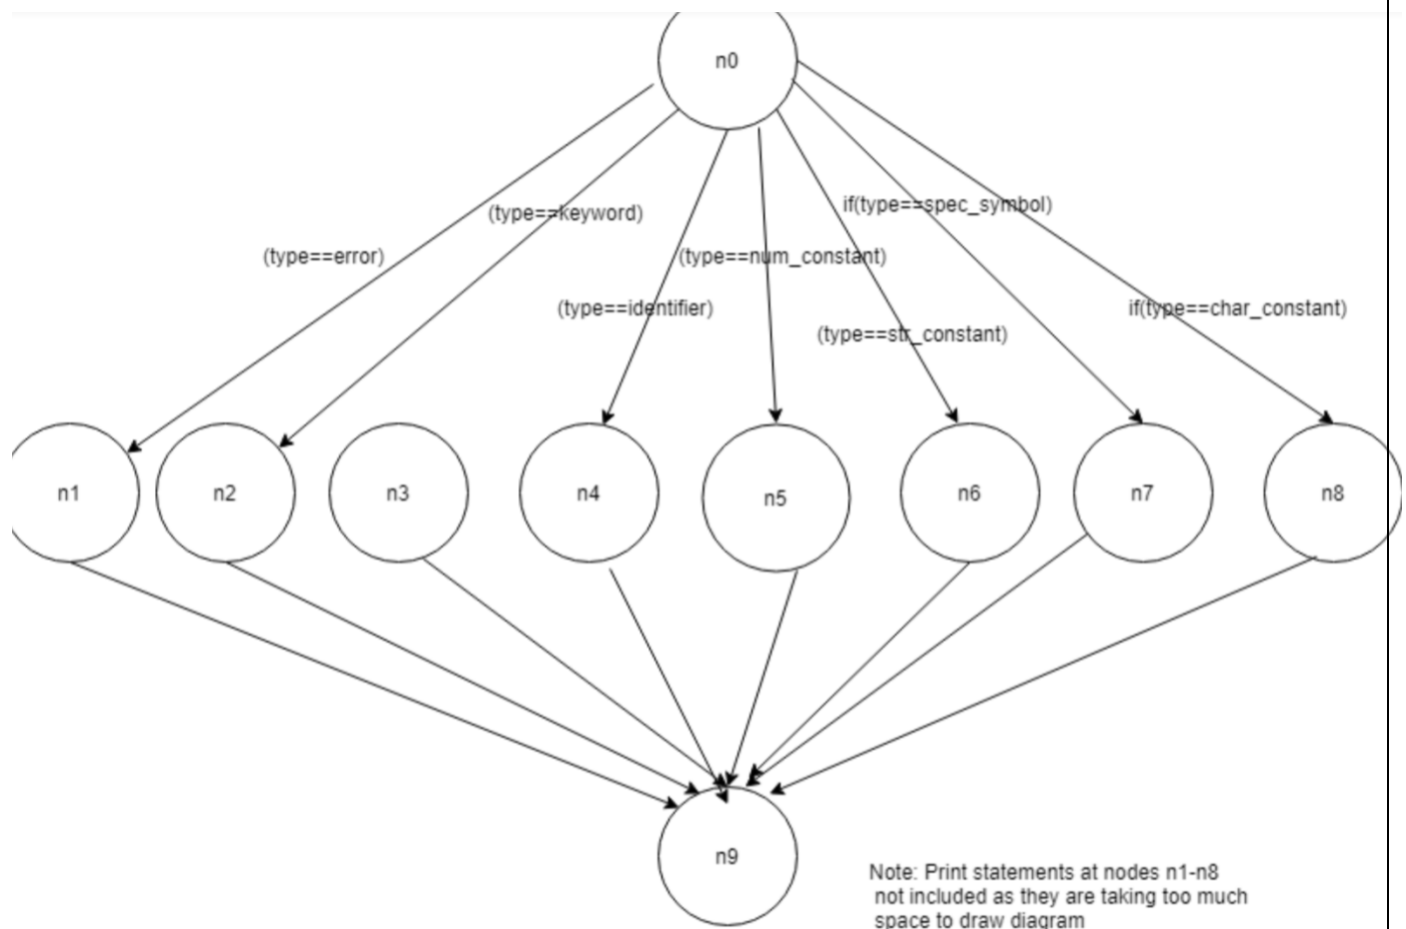 n0
if(type==spec_symbol)
(type==keyword)
(type==error)
(type==num_constant)
(type==identifier)
if(type==char_constant)
(type==str_constant)
n1
n2
n3
n4
n5
n6
n7
n8
n9
Note: Print statements at nodes n1-n8
not included as they are taking too much
space to draw diagram